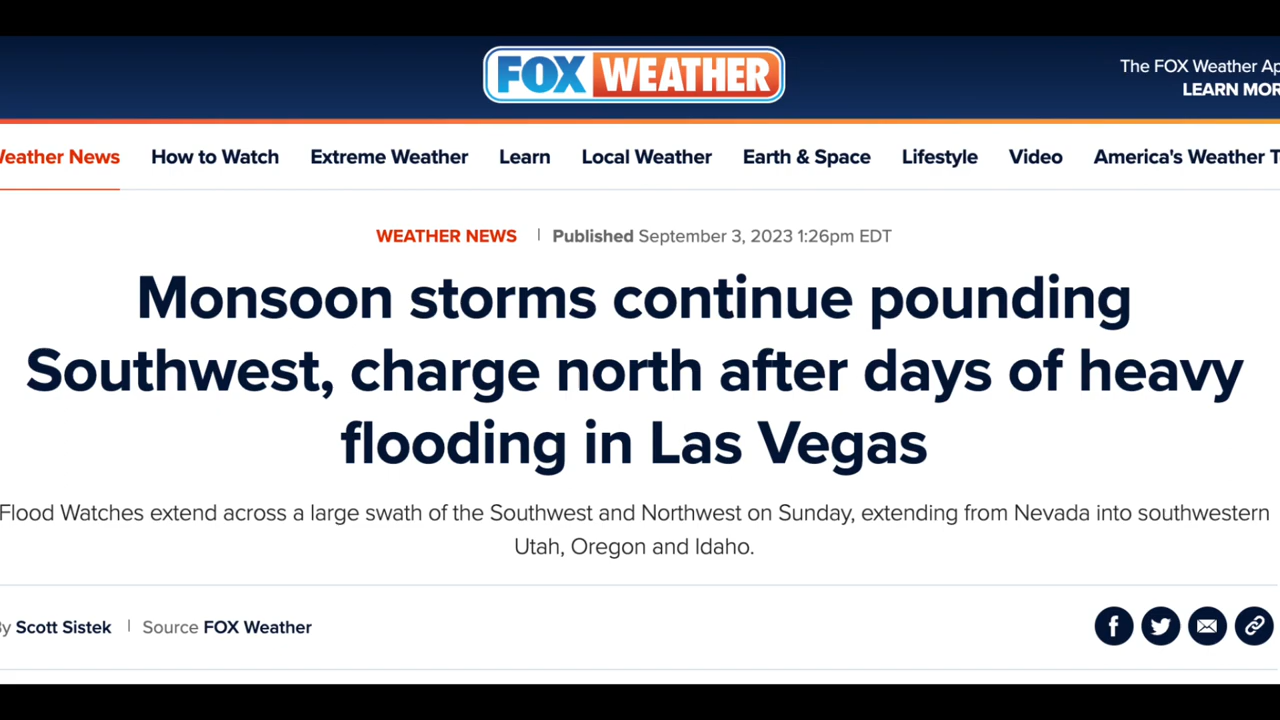 FOX WEATHER
The FOX Weather Ap
LEARN MOR
Weather News How to Watch Extreme Weather Learn Local Weather Earth & Space Lifestyle Video America's Weather T
WEATHER NEWS | Published September 3, 2023 1:26pm EDT
Monsoon storms continue pounding
Southwest, charge north after days of heavy
flooding in Las Vegas
Flood Watches extend across a large swath of the Southwest and Northwest on Sunday, extending from Nevada into southwestern
Utah, Oregon and Idaho.
By Scott Sistek | Source FOX Weather